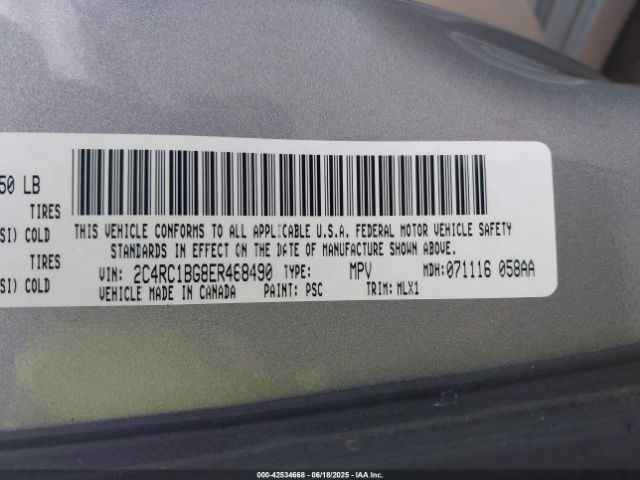 50 LB
TIRES
SI) COLD
TIRES
SI) COLD
THIS VEHICLE CONFORMS TO ALL APPLICABLE U.S.A. FEDERAL MOTOR VEHICLE SAFETY
STANDARDS IN EFFECT ON THE DATE OF MANUFACTURE SHOWN ABOVE.
VIN: 2C4RC1BG8ER468490 TYPE: MPV MDH: 071116 058AA
VEHICLE MADE IN CANADA PAINT: PSC TRIM: MLX1
000-42534668 - 06/18/2025 - IAAI Inc.